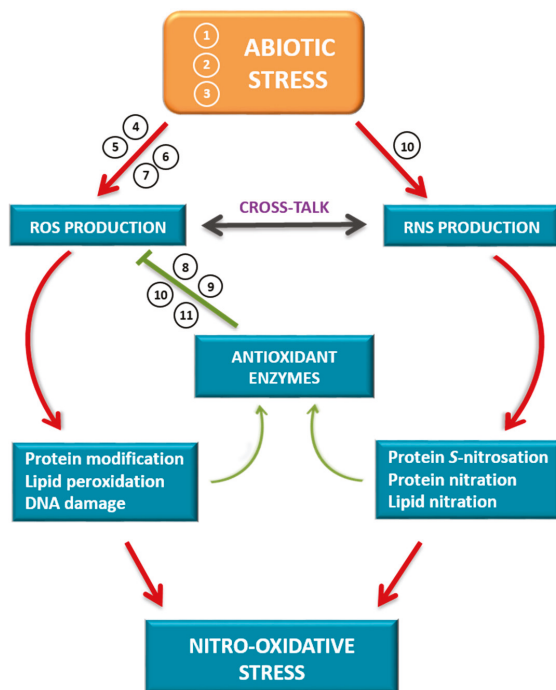 1
ABIOTIC
2
STRESS
3
4
5
6
7
10
CROSS-TALK
ROS PRODUCTION
RNS PRODUCTION
8
9
10
11
ANTIOXIDANT
ENZYMES
Protein modification
Lipid peroxidation
DNA damage
Protein S-nitrosation
Protein nitration
Lipid nitration
NITRO-OXIDATIVE
STRESS